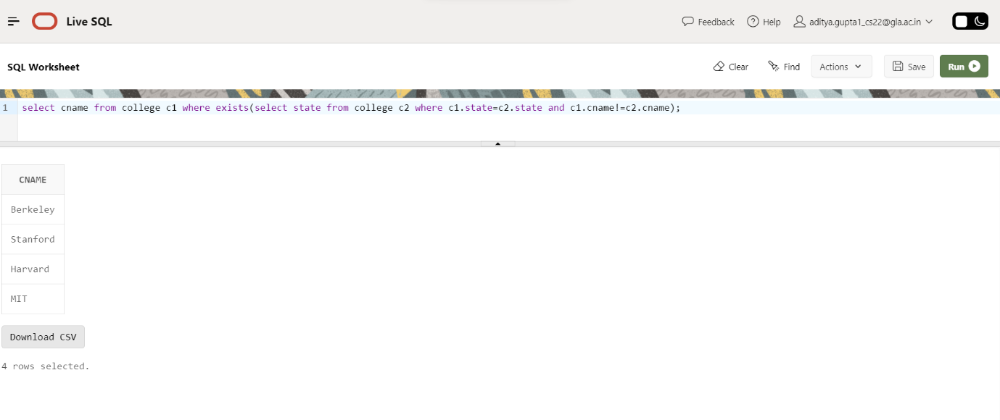 Live SQL Feedback Help aditya.gupta1_cs22@gla.ac.in
SQL Worksheet Clear Find Actions Save Run
1 select cname from college c1 where exists(select state from college c2 where c1.state=c2.state and c1.cname!=c2.cname);
CNAME
Berkeley
Stanford
Harvard
MIT
Download CSV
4 rows selected.